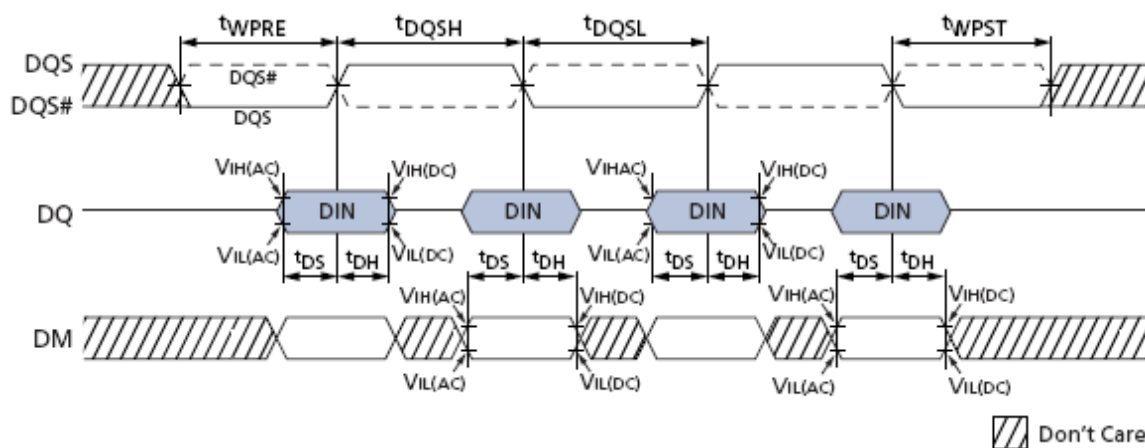 tWPRE tDQSH tDQSL tWPST
DQS
DQS#
DQS#
DQS
VIH(AC) VIH(DC) VIHAC) VIH(DC)
DQ DIN DIN DIN DIN
VIL(AC) VIL(DC) VIL(AC) VIL(DC)
tDS tDH tDS tDH tDS tDH tDS tDH
VIH(AC) VIH(DC) VIH(AC) VIH(DC)
DM
VIL(AC) VIL(DC) VIL(AC) VIL(DC)
Don't Care